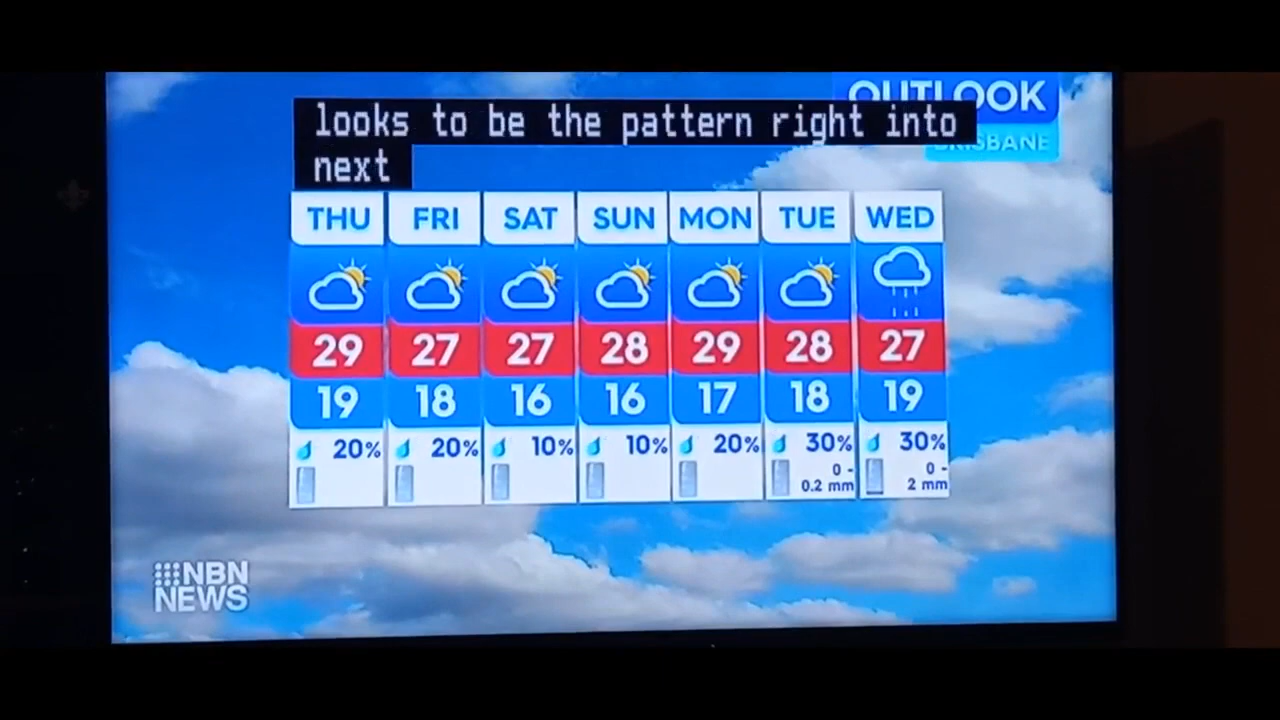 OUTLOOK
BRISBANE
looks to be the pattern right into
next
THU FRI SAT SUN MON TUE WED
29 27 27 28 29 28 27
19 18 16 16 17 18 19
20% 20% 10% 10% 20% 30% 30%
0 - 0 -
0.2 mm 2 mm
NBN
NEWS